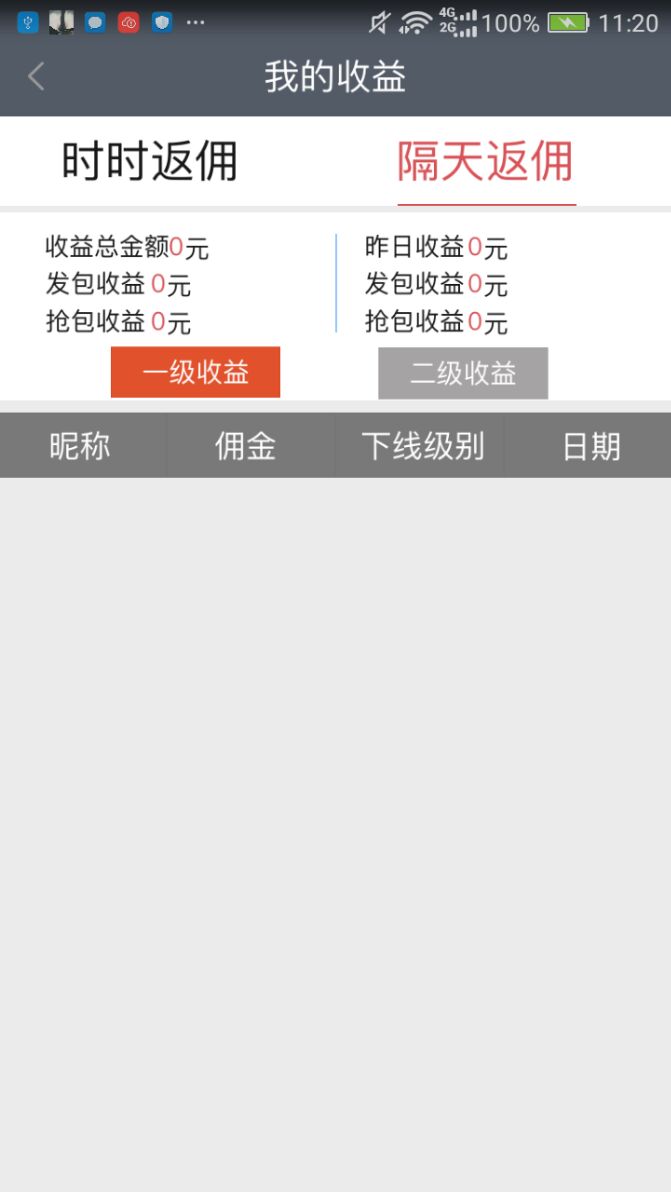 4G 2G 100% 11:20
我的收益
时时返佣 隔天返佣
收益总金额0元 昨日收益0元
发包收益0元 发包收益0元
抢包收益0元 抢包收益0元
一级收益 二级收益
昵称 佣金 下线级别 日期